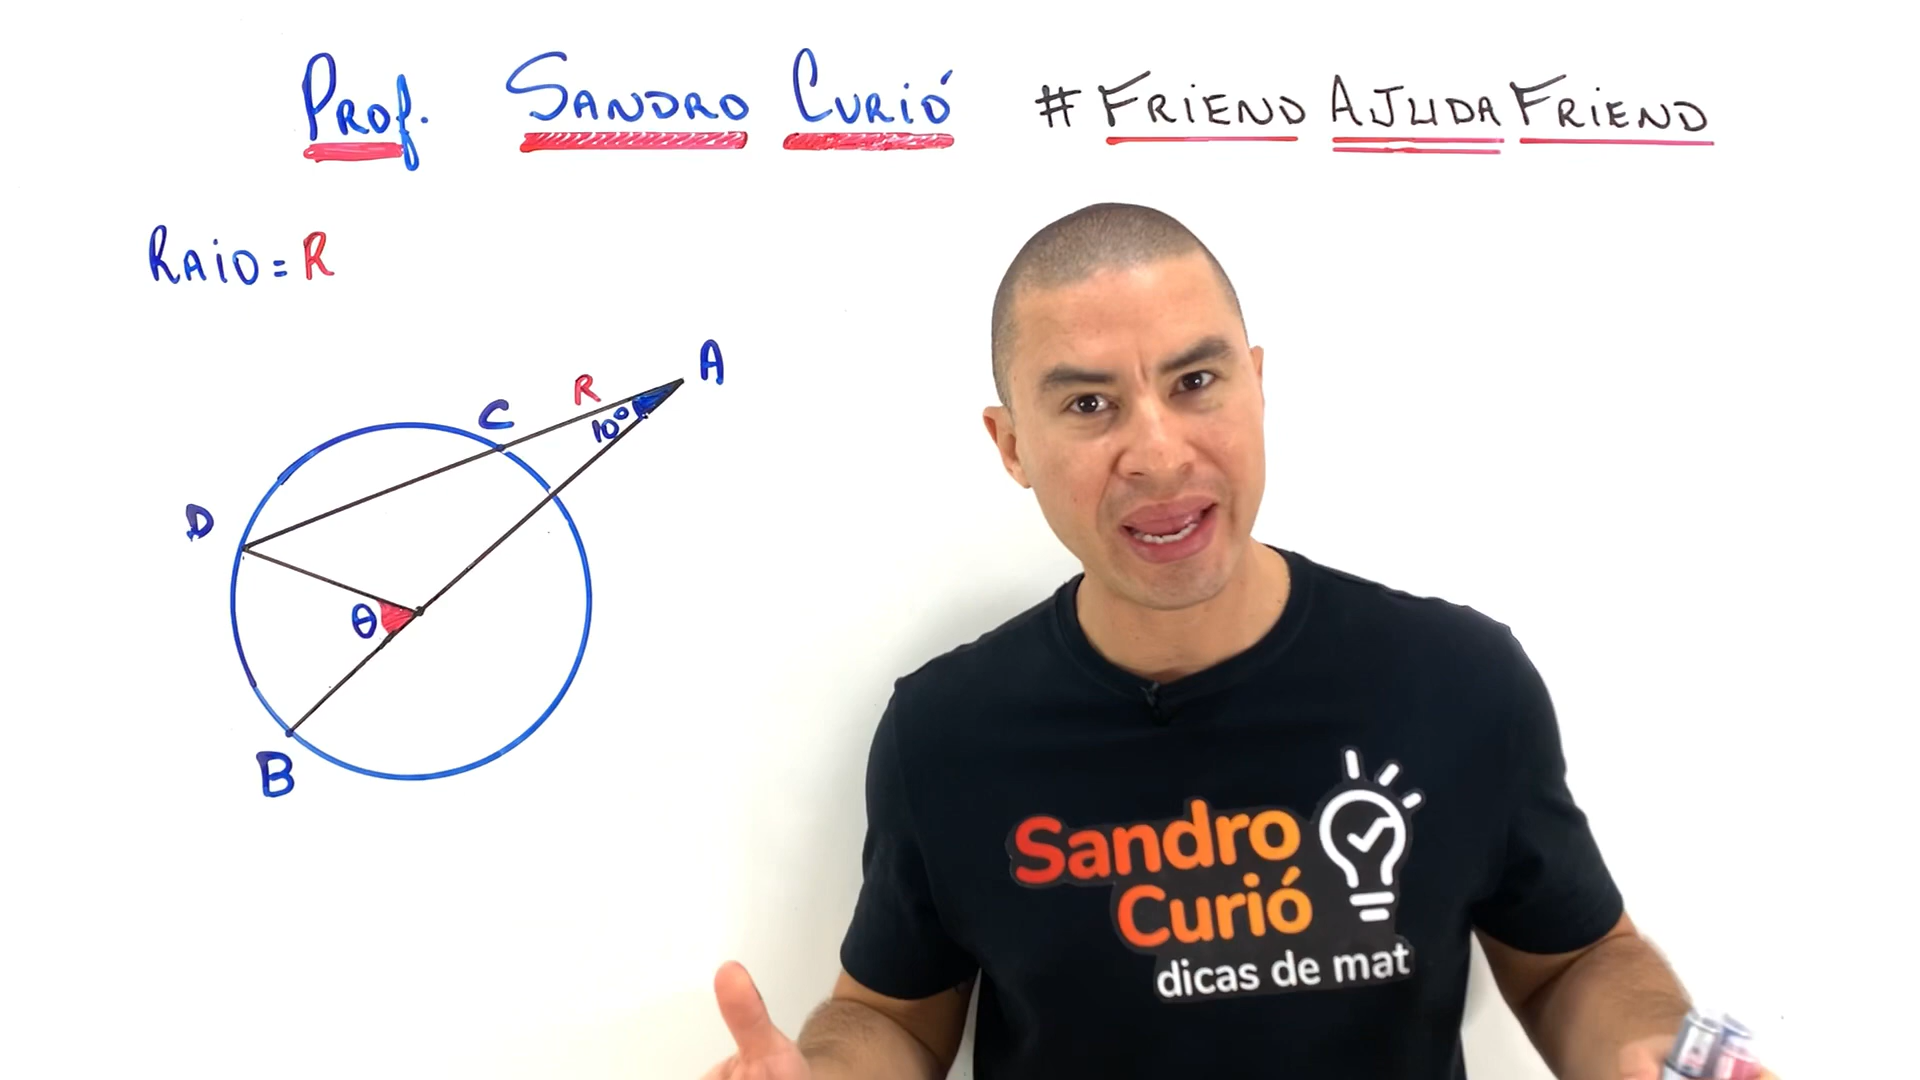 Prof. Sandro Curió #FRIEND AJUDA FRIEND
RAIO = R
A
R
C
10°
D
θ
B
Sandro
Curió
dicas de mat